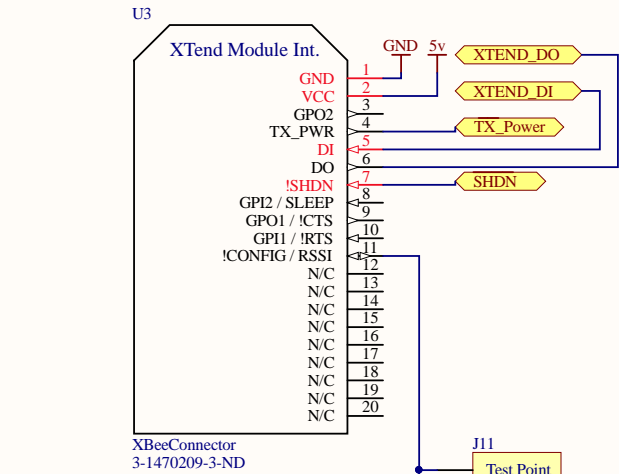 U3
XTend Module Int.
GND 5v XTEND_DO
GND 1
VCC 2
XTEND_DI
GPO2 3
TX_PWR 4
TX_Power
DI 5
DO 6
!SHDN 7
SHDN
GPI2 / SLEEP 8
GPO1 / !CTS 9
GPI1 / !RTS 10
!CONFIG / RSSI 11
N/C 12
N/C 13
N/C 14
N/C 15
N/C 16
N/C 17
N/C 18
N/C 19
N/C 20
XBeeConnector
3-1470209-3-ND
J11
Test Point